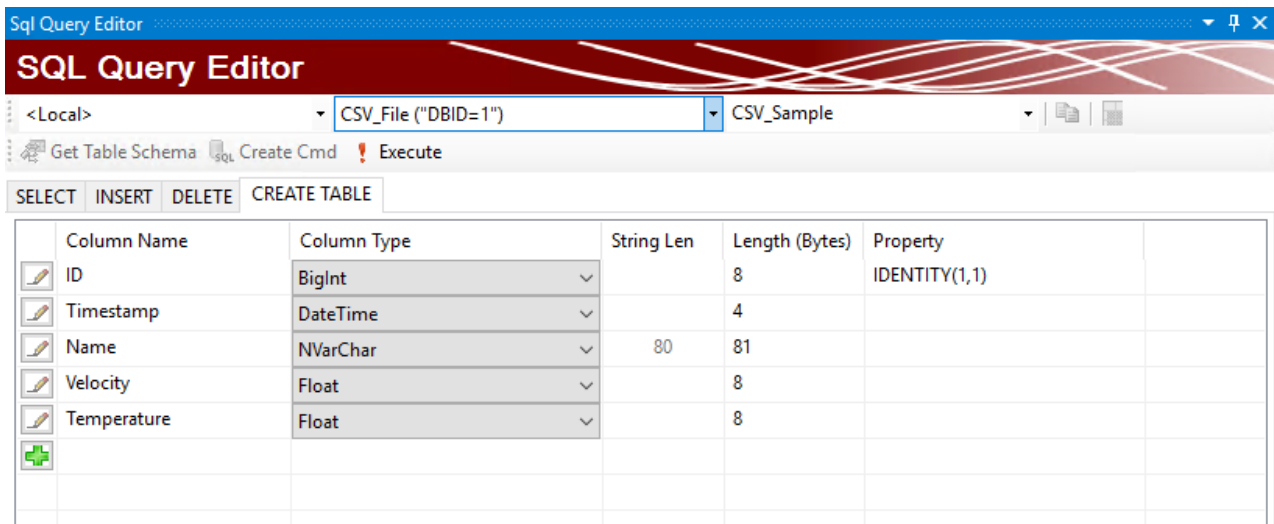 Sql Query Editor
SQL Query Editor
<Local> CSV_File ("DBID=1") CSV_Sample
Get Table Schema SQL Create Cmd Execute
SELECT INSERT DELETE CREATE TABLE
Column Name Column Type String Len Length (Bytes) Property
ID BigInt 8 IDENTITY(1,1)
Timestamp DateTime 4
Name NVarChar 80 81
Velocity Float 8
Temperature Float 8